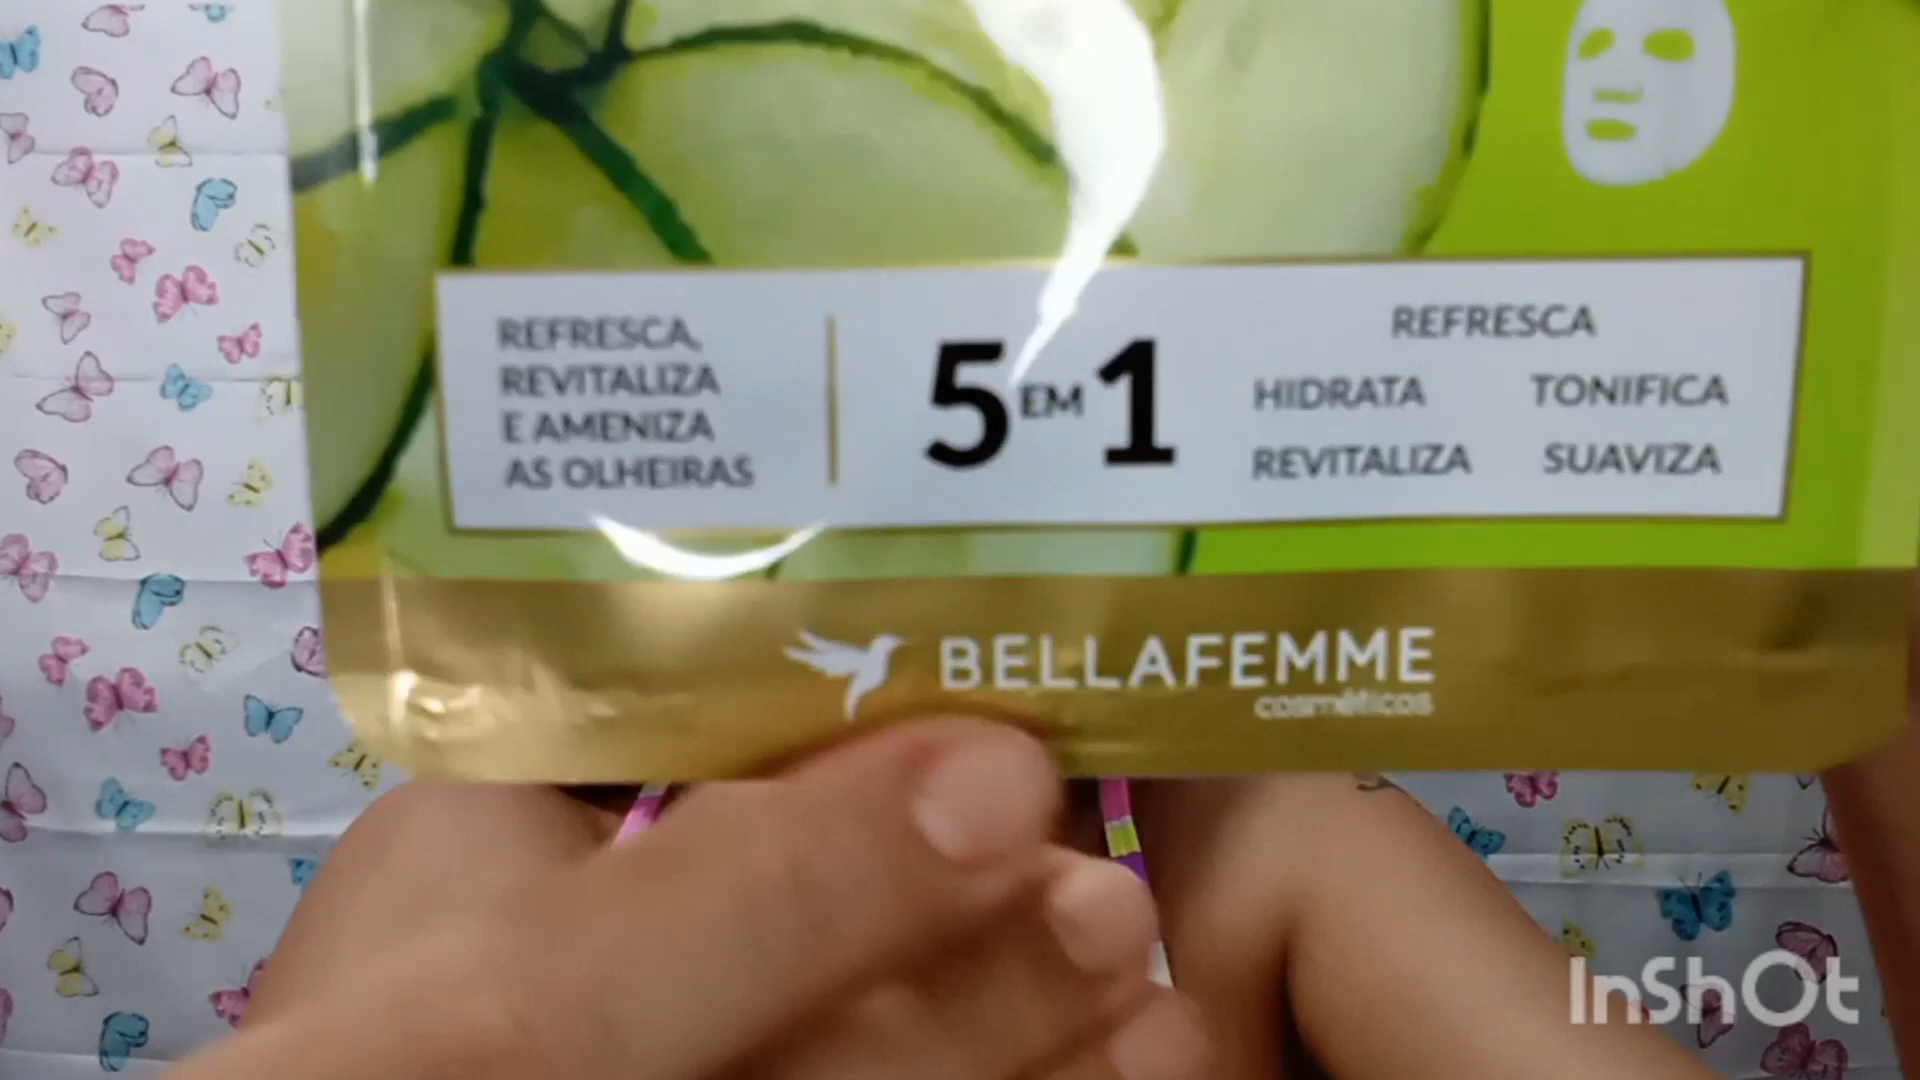 REFRESCA,
REVITALIZA
E AMENIZA
AS OLHEIRAS
5 EM 1
REFRESCA
HIDRATA TONIFICA
REVITALIZA SUAVIZA
BELLAFEMME
cosméticos
InShOt